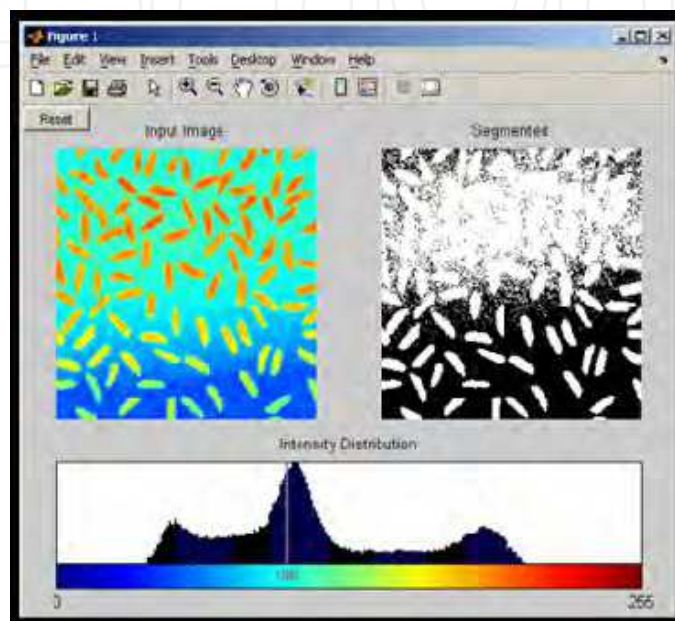 Figure 1
File Edit View Insert Tools Desktop Window Help
Reset
Input Image
Segmented
Intensity Distribution
0
255